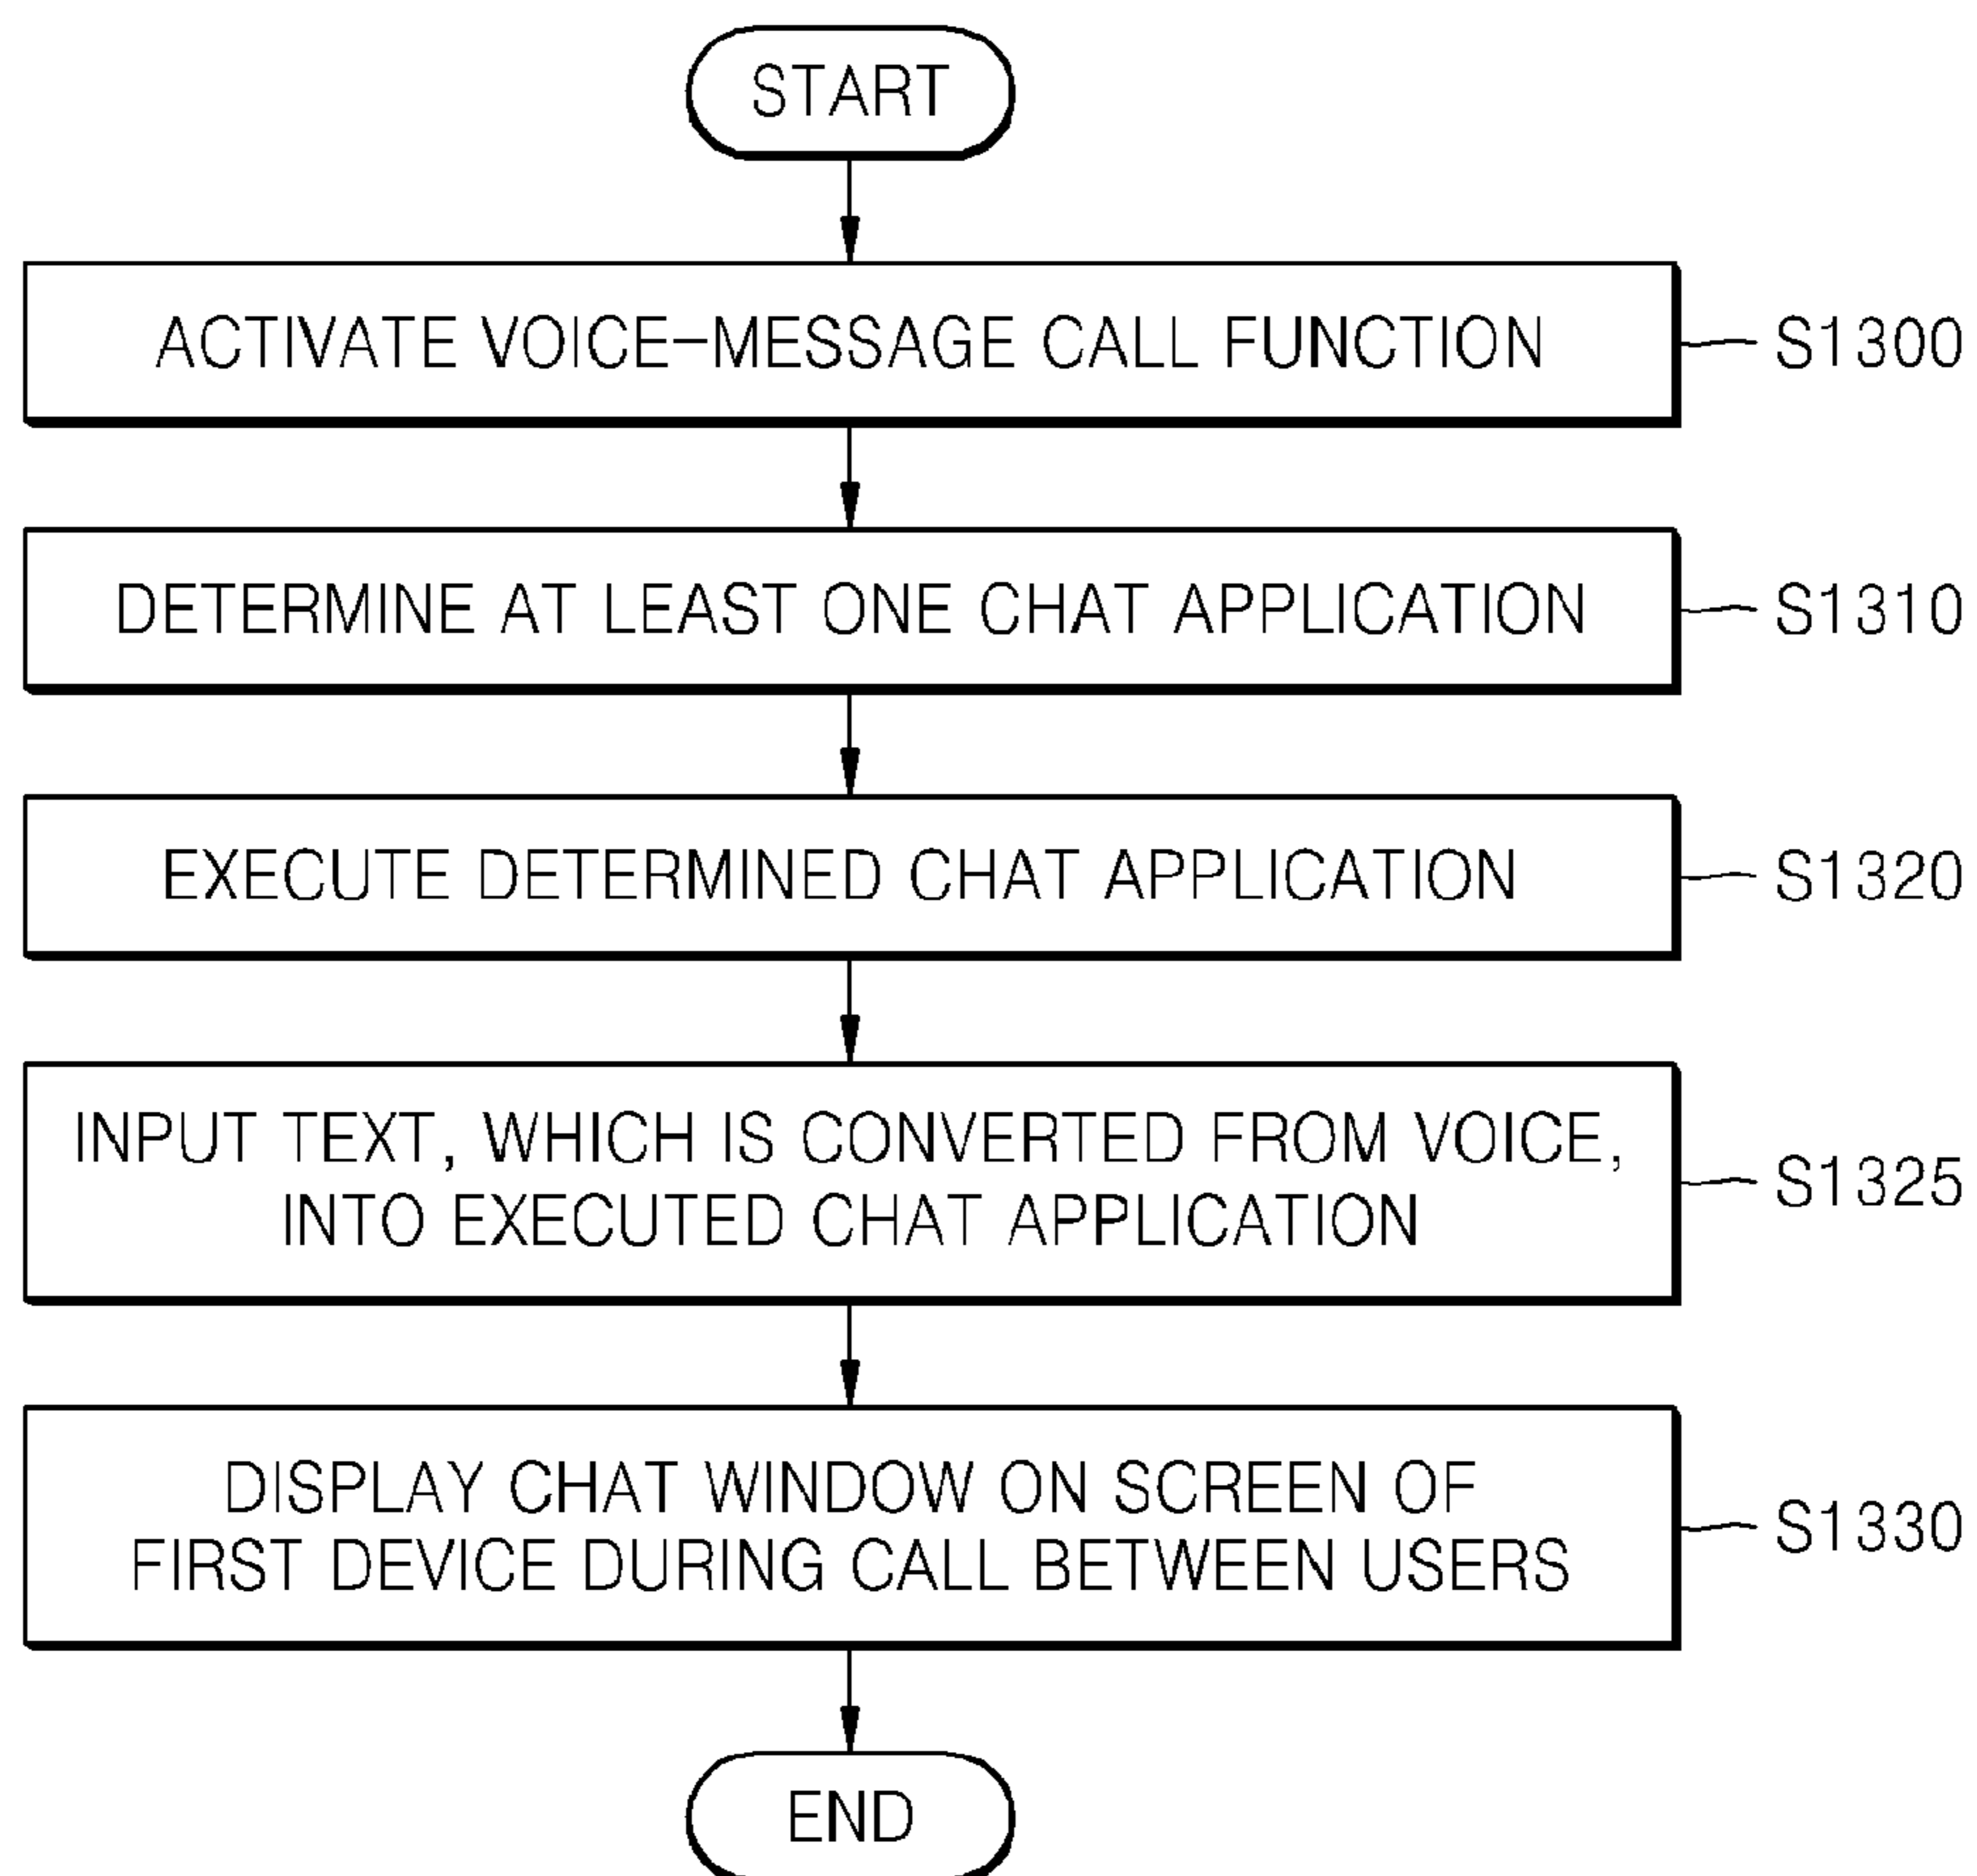 START
ACTIVATE VOICE-MESSAGE CALL FUNCTION
S1300
DETERMINE AT LEAST ONE CHAT APPLICATION
S1310
EXECUTE DETERMINED CHAT APPLICATION
S1320
INPUT TEXT, WHICH IS CONVERTED FROM VOICE,
INTO EXECUTED CHAT APPLICATION
S1325
DISPLAY CHAT WINDOW ON SCREEN OF
FIRST DEVICE DURING CALL BETWEEN USERS
S1330
END